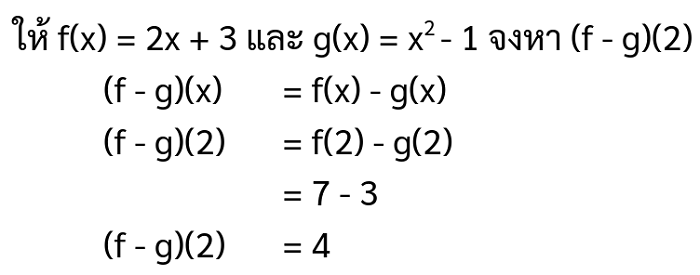 ให้ f(x) = 2x + 3 และ g(x) = x² - 1 จงหา (f - g)(2)
(f - g)(x) = f(x) - g(x)
(f - g)(2) = f(2) - g(2)
= 7 - 3
(f - g)(2) = 4